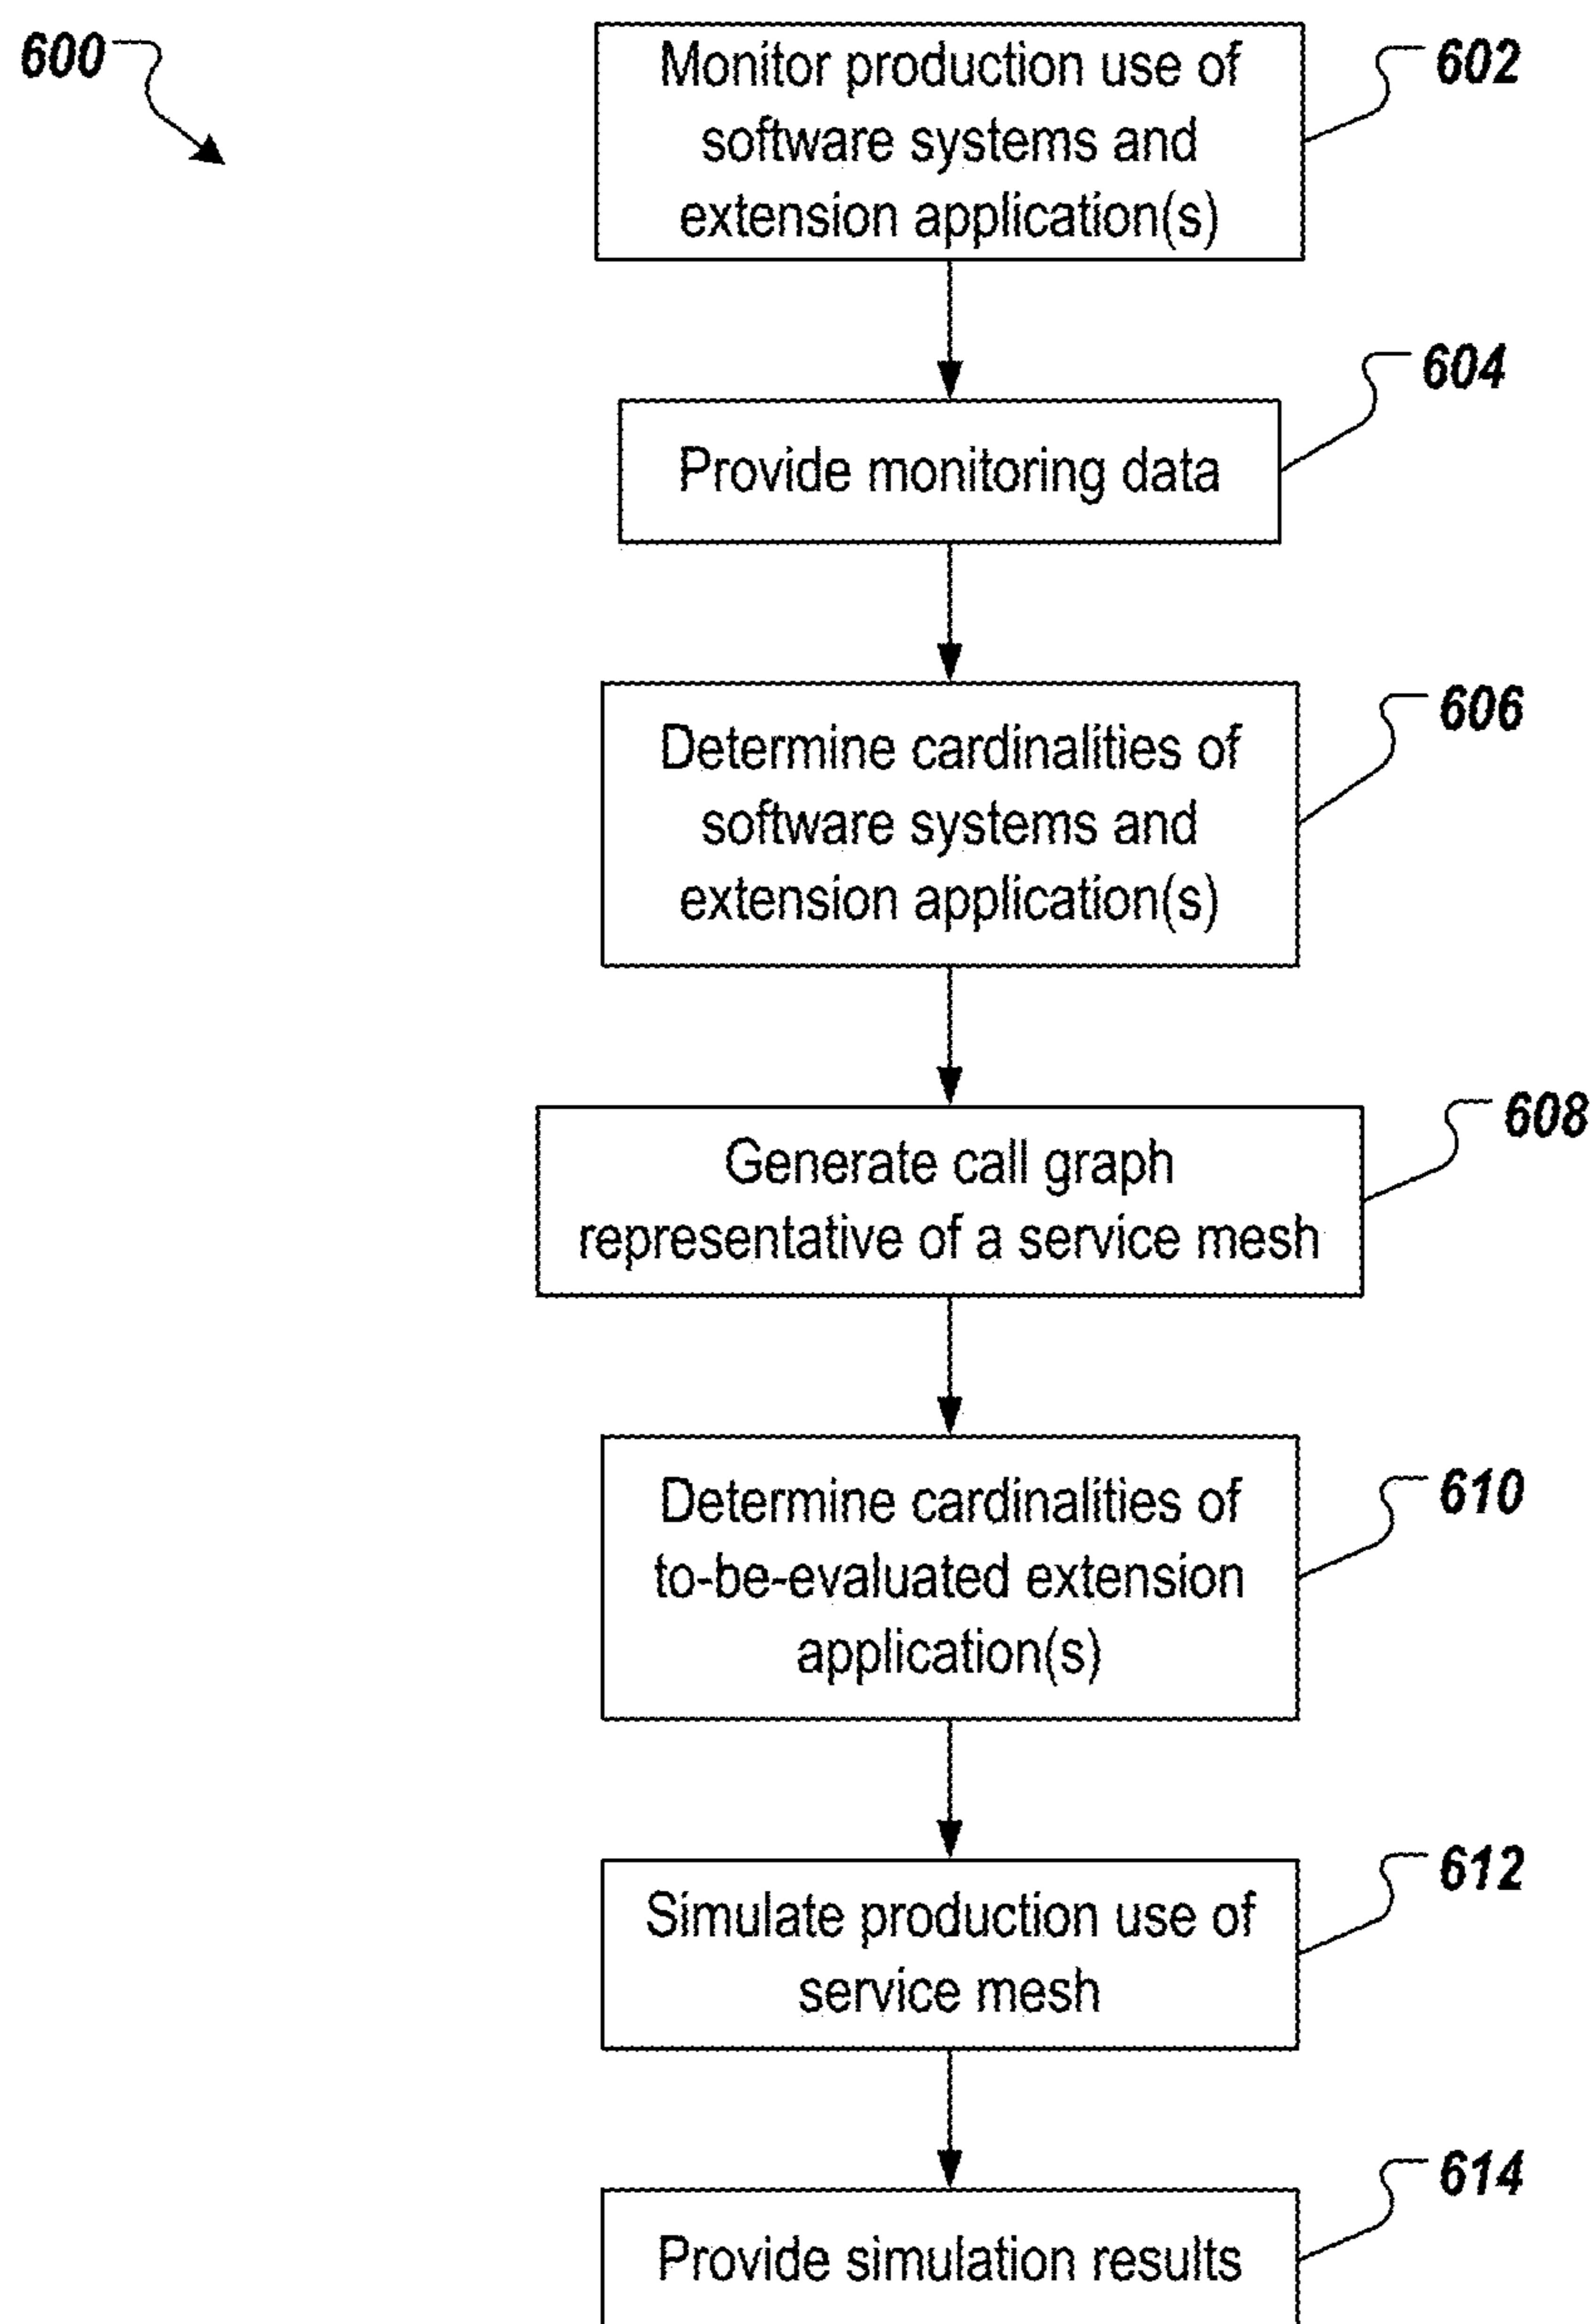 600
Monitor production use of
software systems and
extension application(s)
602
Provide monitoring data
604
Determine cardinalities of
software systems and
extension application(s)
606
Generate call graph
representative of a service mesh
608
Determine cardinalities of
to-be-evaluated extension
application(s)
610
Simulate production use of
service mesh
612
Provide simulation results
614